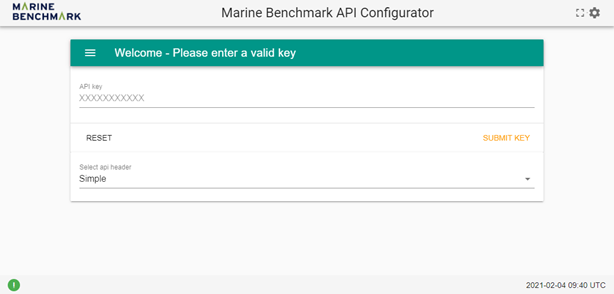 MARINE
BENCHMARK
Marine Benchmark API Configurator
Welcome - Please enter a valid key
API key
XXXXXXXXXXX
RESET
SUBMIT KEY
Select api header
Simple
2021-02-04 09:40 UTC